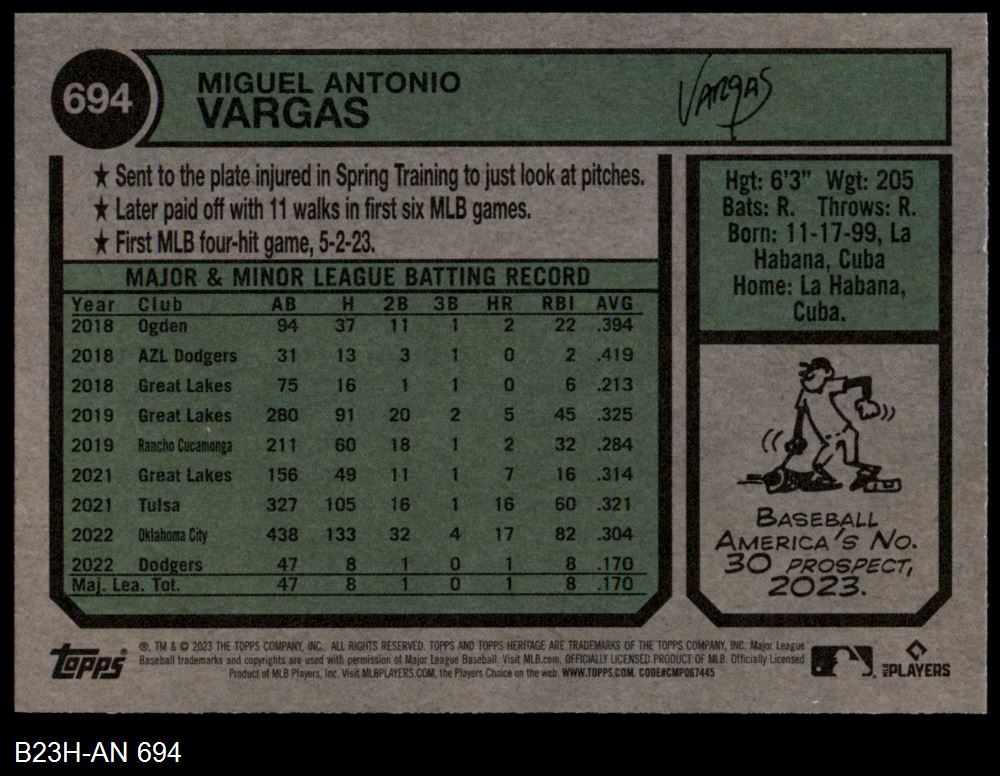 694
MIGUEL ANTONIO
VARGAS
Vargas
★ Sent to the plate injured in Spring Training to just look at pitches.
★ Later paid off with 11 walks in first six MLB games.
★ First MLB four-hit game, 5-2-23.
Hgt: 6'3" Wgt: 205
Bats: R. Throws: R.
Born: 11-17-99, La
Habana, Cuba
Home: La Habana,
Cuba.
MAJOR & MINOR LEAGUE BATTING RECORD
Year Club AB H 2B 3B HR RBI AVG
2018 Ogden 94 37 11 1 2 22 .394
2018 AZL Dodgers 31 13 3 1 0 2 .419
2018 Great Lakes 75 16 1 1 0 6 .213
2019 Great Lakes 280 91 20 2 5 45 .325
2019 Rancho Cucamonga 211 60 18 1 2 32 .284
2021 Great Lakes 156 49 11 1 7 16 .314
2021 Tulsa 327 105 16 1 16 60 .321
2022 Oklahoma City 438 133 32 4 17 82 .304
2022 Dodgers 47 8 1 0 1 8 .170
Maj. Lea. Tot. 47 8 1 0 1 8 .170
BASEBALL
AMERICA'S NO.
30 PROSPECT,
2023.
topps
®, TM & © 2023 THE TOPPS COMPANY, INC. ALL RIGHTS RESERVED. TOPPS AND TOPPS HERITAGE ARE TRADEMARKS OF THE TOPPS COMPANY, INC. Major League
Baseball trademarks and copyrights are used with permission of Major League Baseball. Visit MLB.com. OFFICIALLY LICENSED PRODUCT OF MLB. Officially Licensed
Product of MLB Players, Inc. Visit MLBPLAYERS.COM, the Players Choice on the web. WWW.TOPPS.COM. CODE#CMP067445
MLB PLAYERS
B23H-AN 694